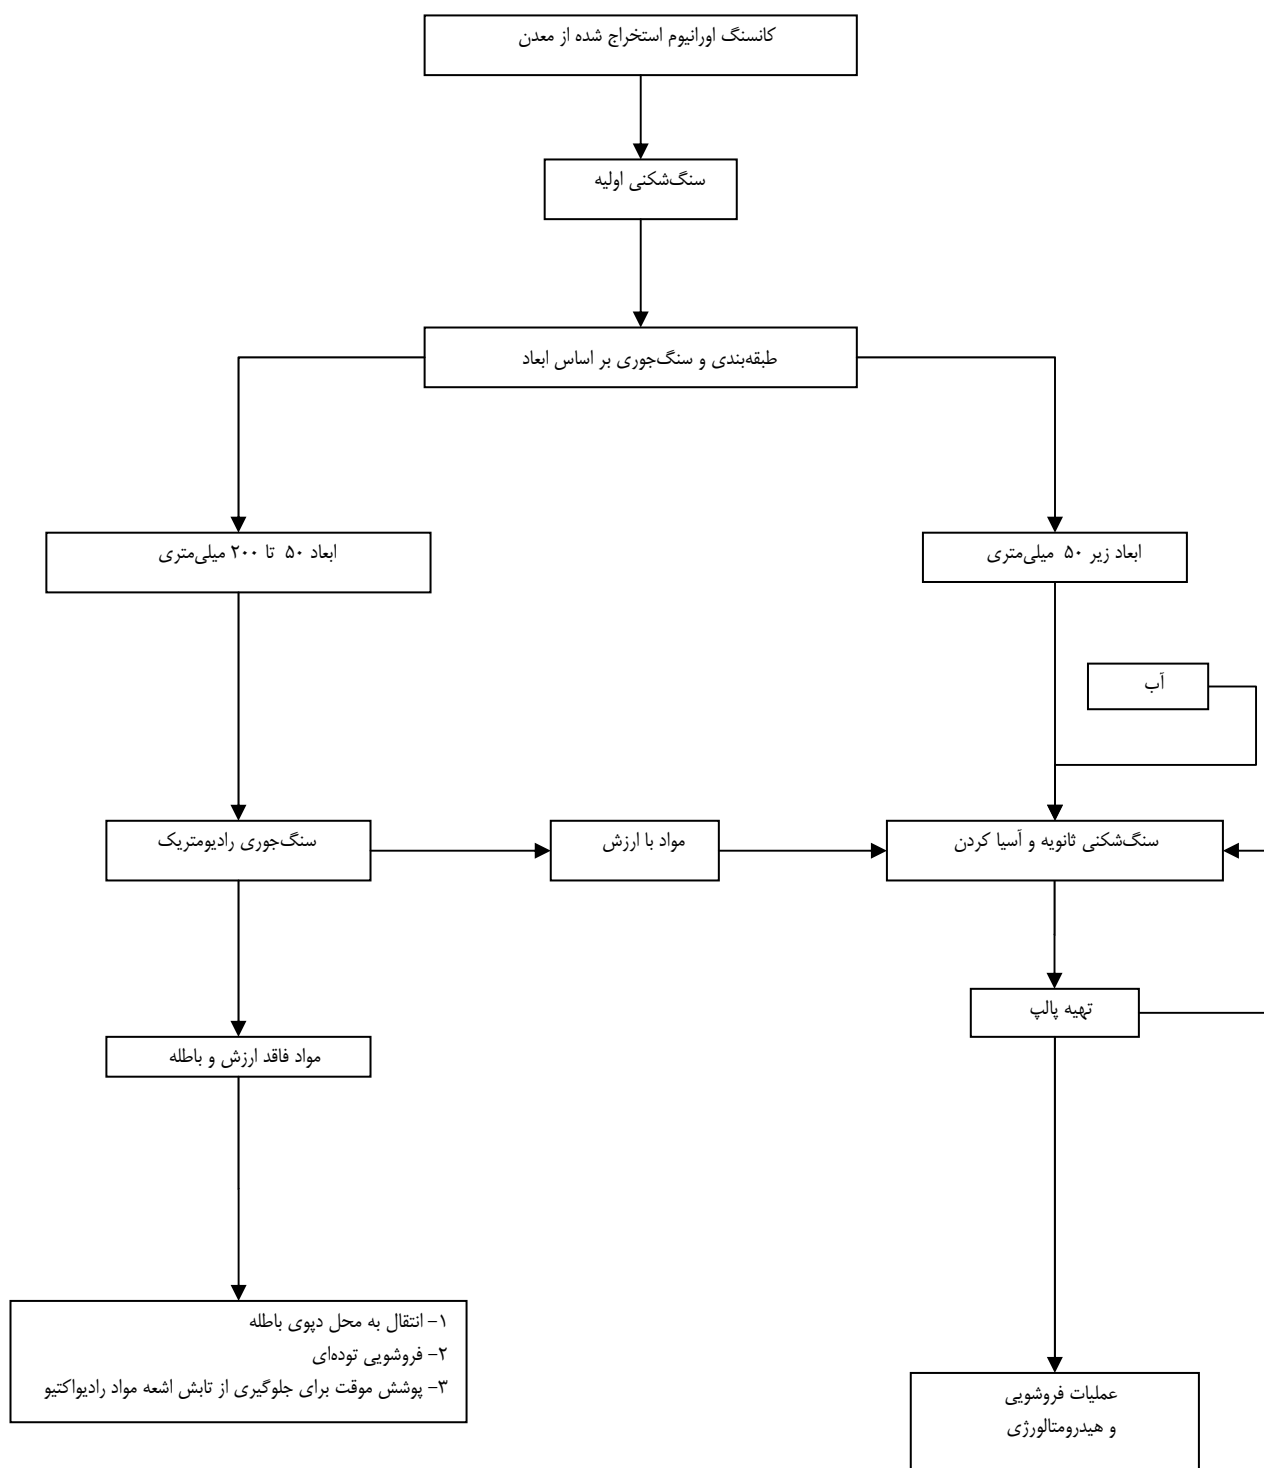 کانسنگ اورانیوم استخراج شده از معدن
سنگ‌شکنی اولیه
طبقه‌بندی و سنگ‌جوری بر اساس ابعاد
ابعاد زیر ۵۰ میلی‌متری
ابعاد ۵۰ تا ۲۰۰ میلی‌متری
آب
سنگ‌شکنی ثانویه و آسیا کردن
مواد با ارزش
سنگ‌جوری رادیومتریک
تهیه پالپ
مواد فاقد ارزش و باطله
۱- انتقال به محل دپوی باطله
۲- فروشویی توده‌ای
۳- پوشش موقت برای جلوگیری از تابش اشعه مواد رادیواکتیو
عملیات فروشویی
و هیدرومتالورژی